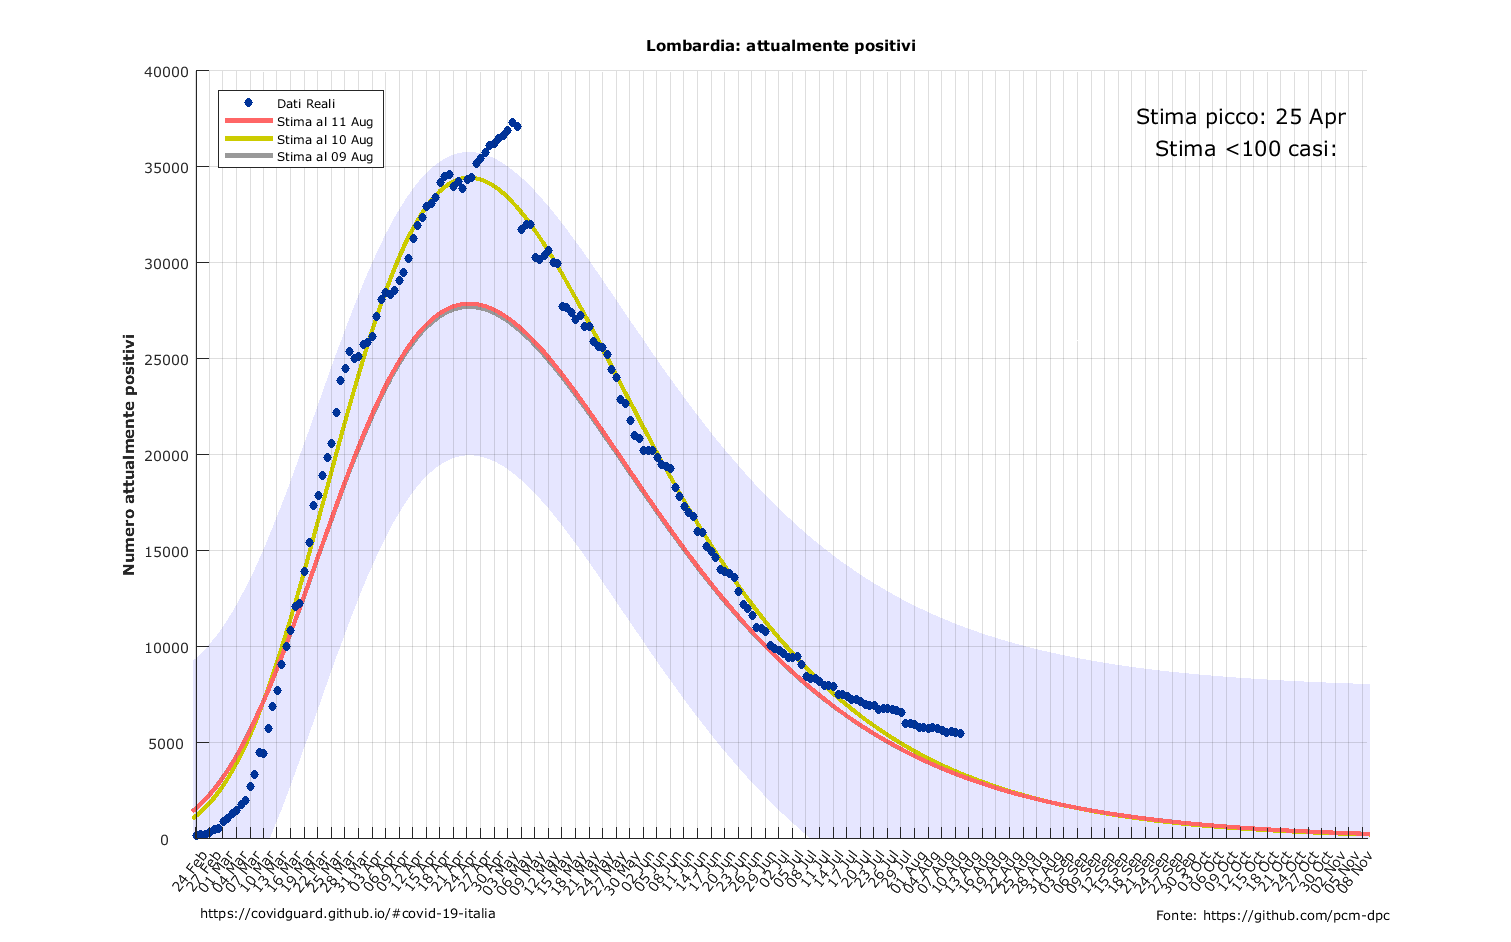 Lombardia: attualmente positivi
40000
35000
30000
25000
20000
15000
10000
5000
0
Numero attualmente positivi
Dati Reali
Stima al 11 Aug
Stima al 10 Aug
Stima al 09 Aug
Stima picco: 25 Apr
Stima <100 casi:
24 Feb
27 Feb
01 Mar
04 Mar
07 Mar
10 Mar
13 Mar
16 Mar
19 Mar
22 Mar
25 Mar
28 Mar
31 Mar
03 Apr
06 Apr
09 Apr
12 Apr
15 Apr
18 Apr
21 Apr
24 Apr
27 Apr
30 Apr
03 May
06 May
09 May
12 May
15 May
18 May
21 May
24 May
27 May
30 May
02 Jun
05 Jun
08 Jun
11 Jun
14 Jun
17 Jun
20 Jun
23 Jun
26 Jun
29 Jun
02 Jul
05 Jul
08 Jul
11 Jul
14 Jul
17 Jul
20 Jul
23 Jul
26 Jul
29 Jul
01 Aug
04 Aug
07 Aug
10 Aug
13 Aug
16 Aug
19 Aug
22 Aug
25 Aug
28 Aug
31 Aug
03 Sep
06 Sep
09 Sep
12 Sep
15 Sep
18 Sep
21 Sep
24 Sep
27 Sep
30 Sep
03 Oct
06 Oct
09 Oct
12 Oct
15 Oct
18 Oct
21 Oct
24 Oct
27 Oct
30 Oct
02 Nov
05 Nov
08 Nov
https://covidguard.github.io/#covid-19-italia
Fonte: https://github.com/pcm-dpc